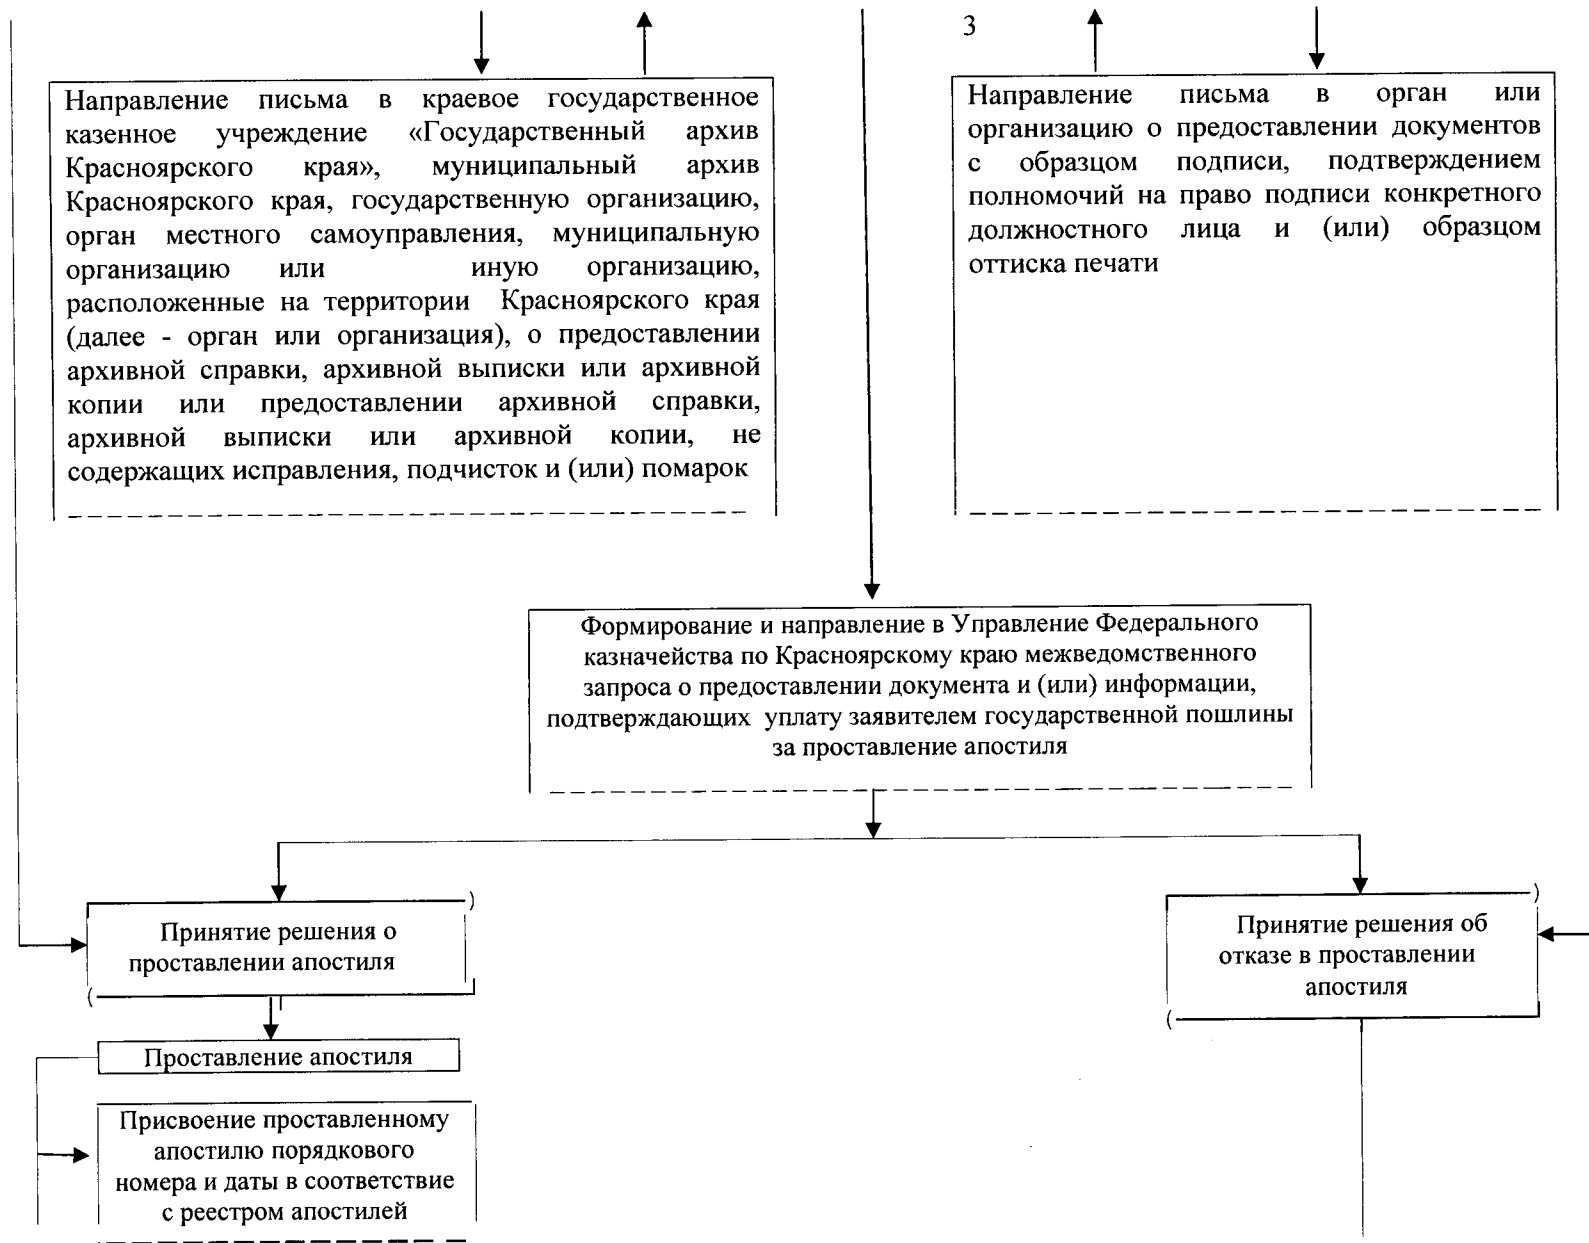 3
Направление письма в краевое государственное
казенное учреждение «Государственный архив
Красноярского края», муниципальный архив
Красноярского края, государственную организацию,
орган местного самоуправления, муниципальную
организацию или иную организацию,
расположенные на территории Красноярского края
(далее - орган или организация), о предоставлении
архивной справки, архивной выписки или архивной
копии или предоставлении архивной справки,
архивной выписки или архивной копии, не
содержащих исправления, подчисток и (или) помарок
Направление письма в орган или
организацию о предоставлении документов
с образцом подписи, подтверждением
полномочий на право подписи конкретного
должностного лица и (или) образцом
оттиска печати
Формирование и направление в Управление Федерального
казначейства по Красноярскому краю межведомственного
запроса о предоставлении документа и (или) информации,
подтверждающих уплату заявителем государственной пошлины
за проставление апостиля
Принятие решения о
проставлении апостиля
Принятие решения об
отказе в проставлении
апостиля
Проставление апостиля
Присвоение проставленному
апостилю порядкового
номера и даты в соответствие
с реестром апостилей